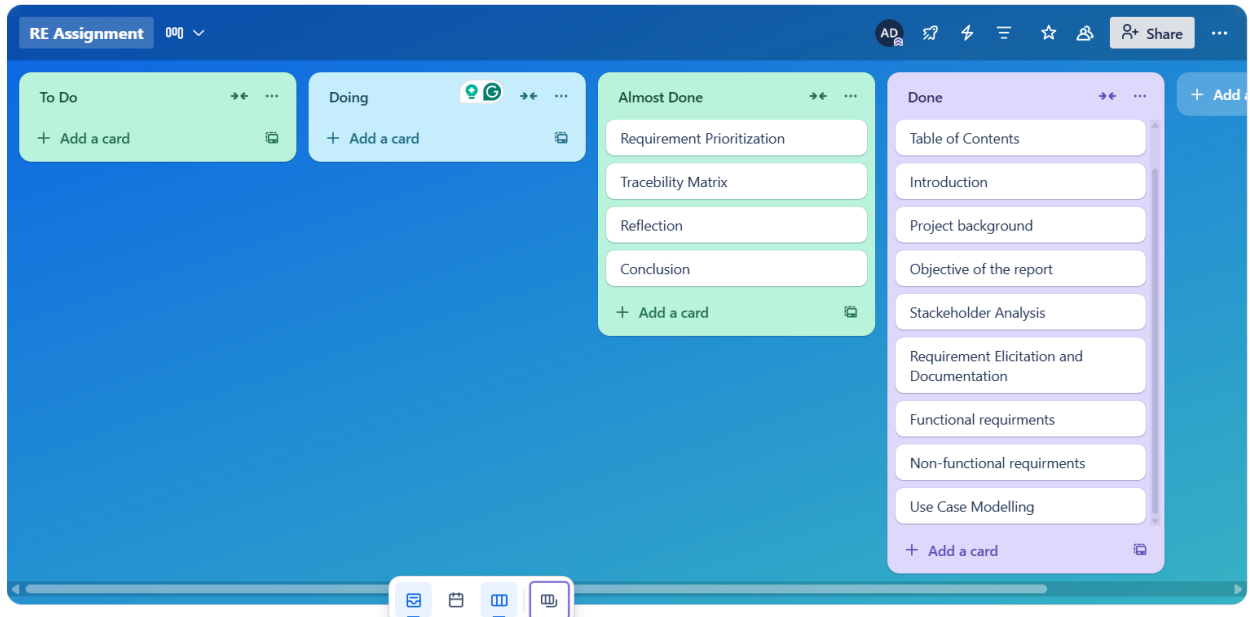 RE Assignment
AD
Share
To Do
Add a card
Doing
Add a card
Almost Done
Requirement Prioritization
Tracebility Matrix
Reflection
Conclusion
Add a card
Done
Table of Contents
Introduction
Project background
Objective of the report
Stackeholder Analysis
Requirement Elicitation and
Documentation
Functional requirments
Non-functional requirments
Use Case Modelling
Add a card
Add